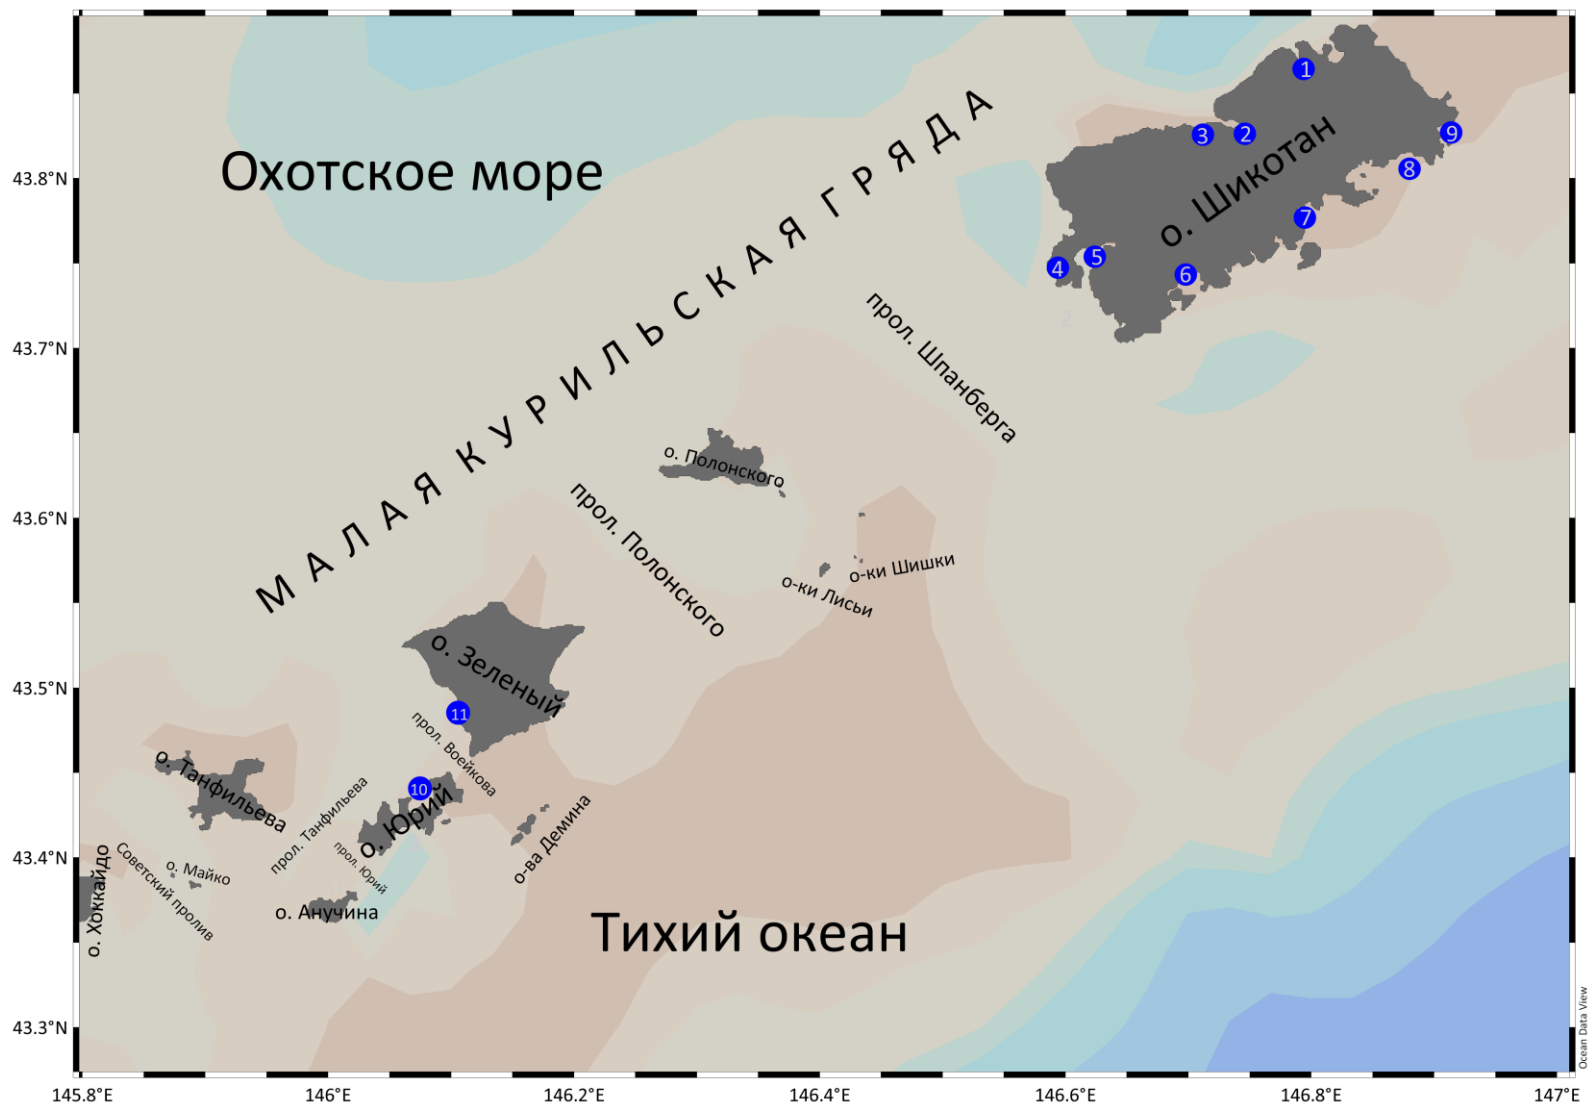 Охотское море
МАЛАЯ КУРИЛЬСКАЯ ГРЯДА
о. Шикотан
1
2
3
4
5
6
7
8
9
2
прол. Шпанберга
о. Полонского
прол. Полонского
о-ки Шишки
о-ки Лисьи
о. Зеленый
11
прол. Воейкова
о. Танфильева
10
о. Юрий
прол. Танфильева
прол. Юрий
о-ва Демина
о. Хоккайдо
Советский пролив
о. Майко
о. Анучина
Тихий океан
43.8°N
43.7°N
43.6°N
43.5°N
43.4°N
43.3°N
145.8°E
146°E
146.2°E
146.4°E
146.6°E
146.8°E
147°E
Ocean Data View